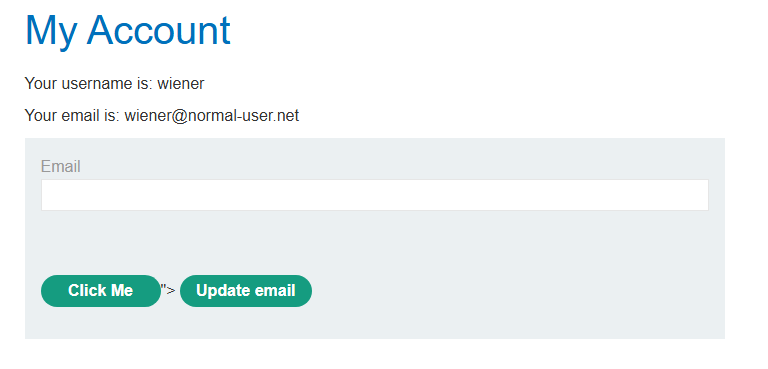 My Account
Your username is: wiener
Your email is: wiener@normal-user.net
Email
Click Me"> Update email